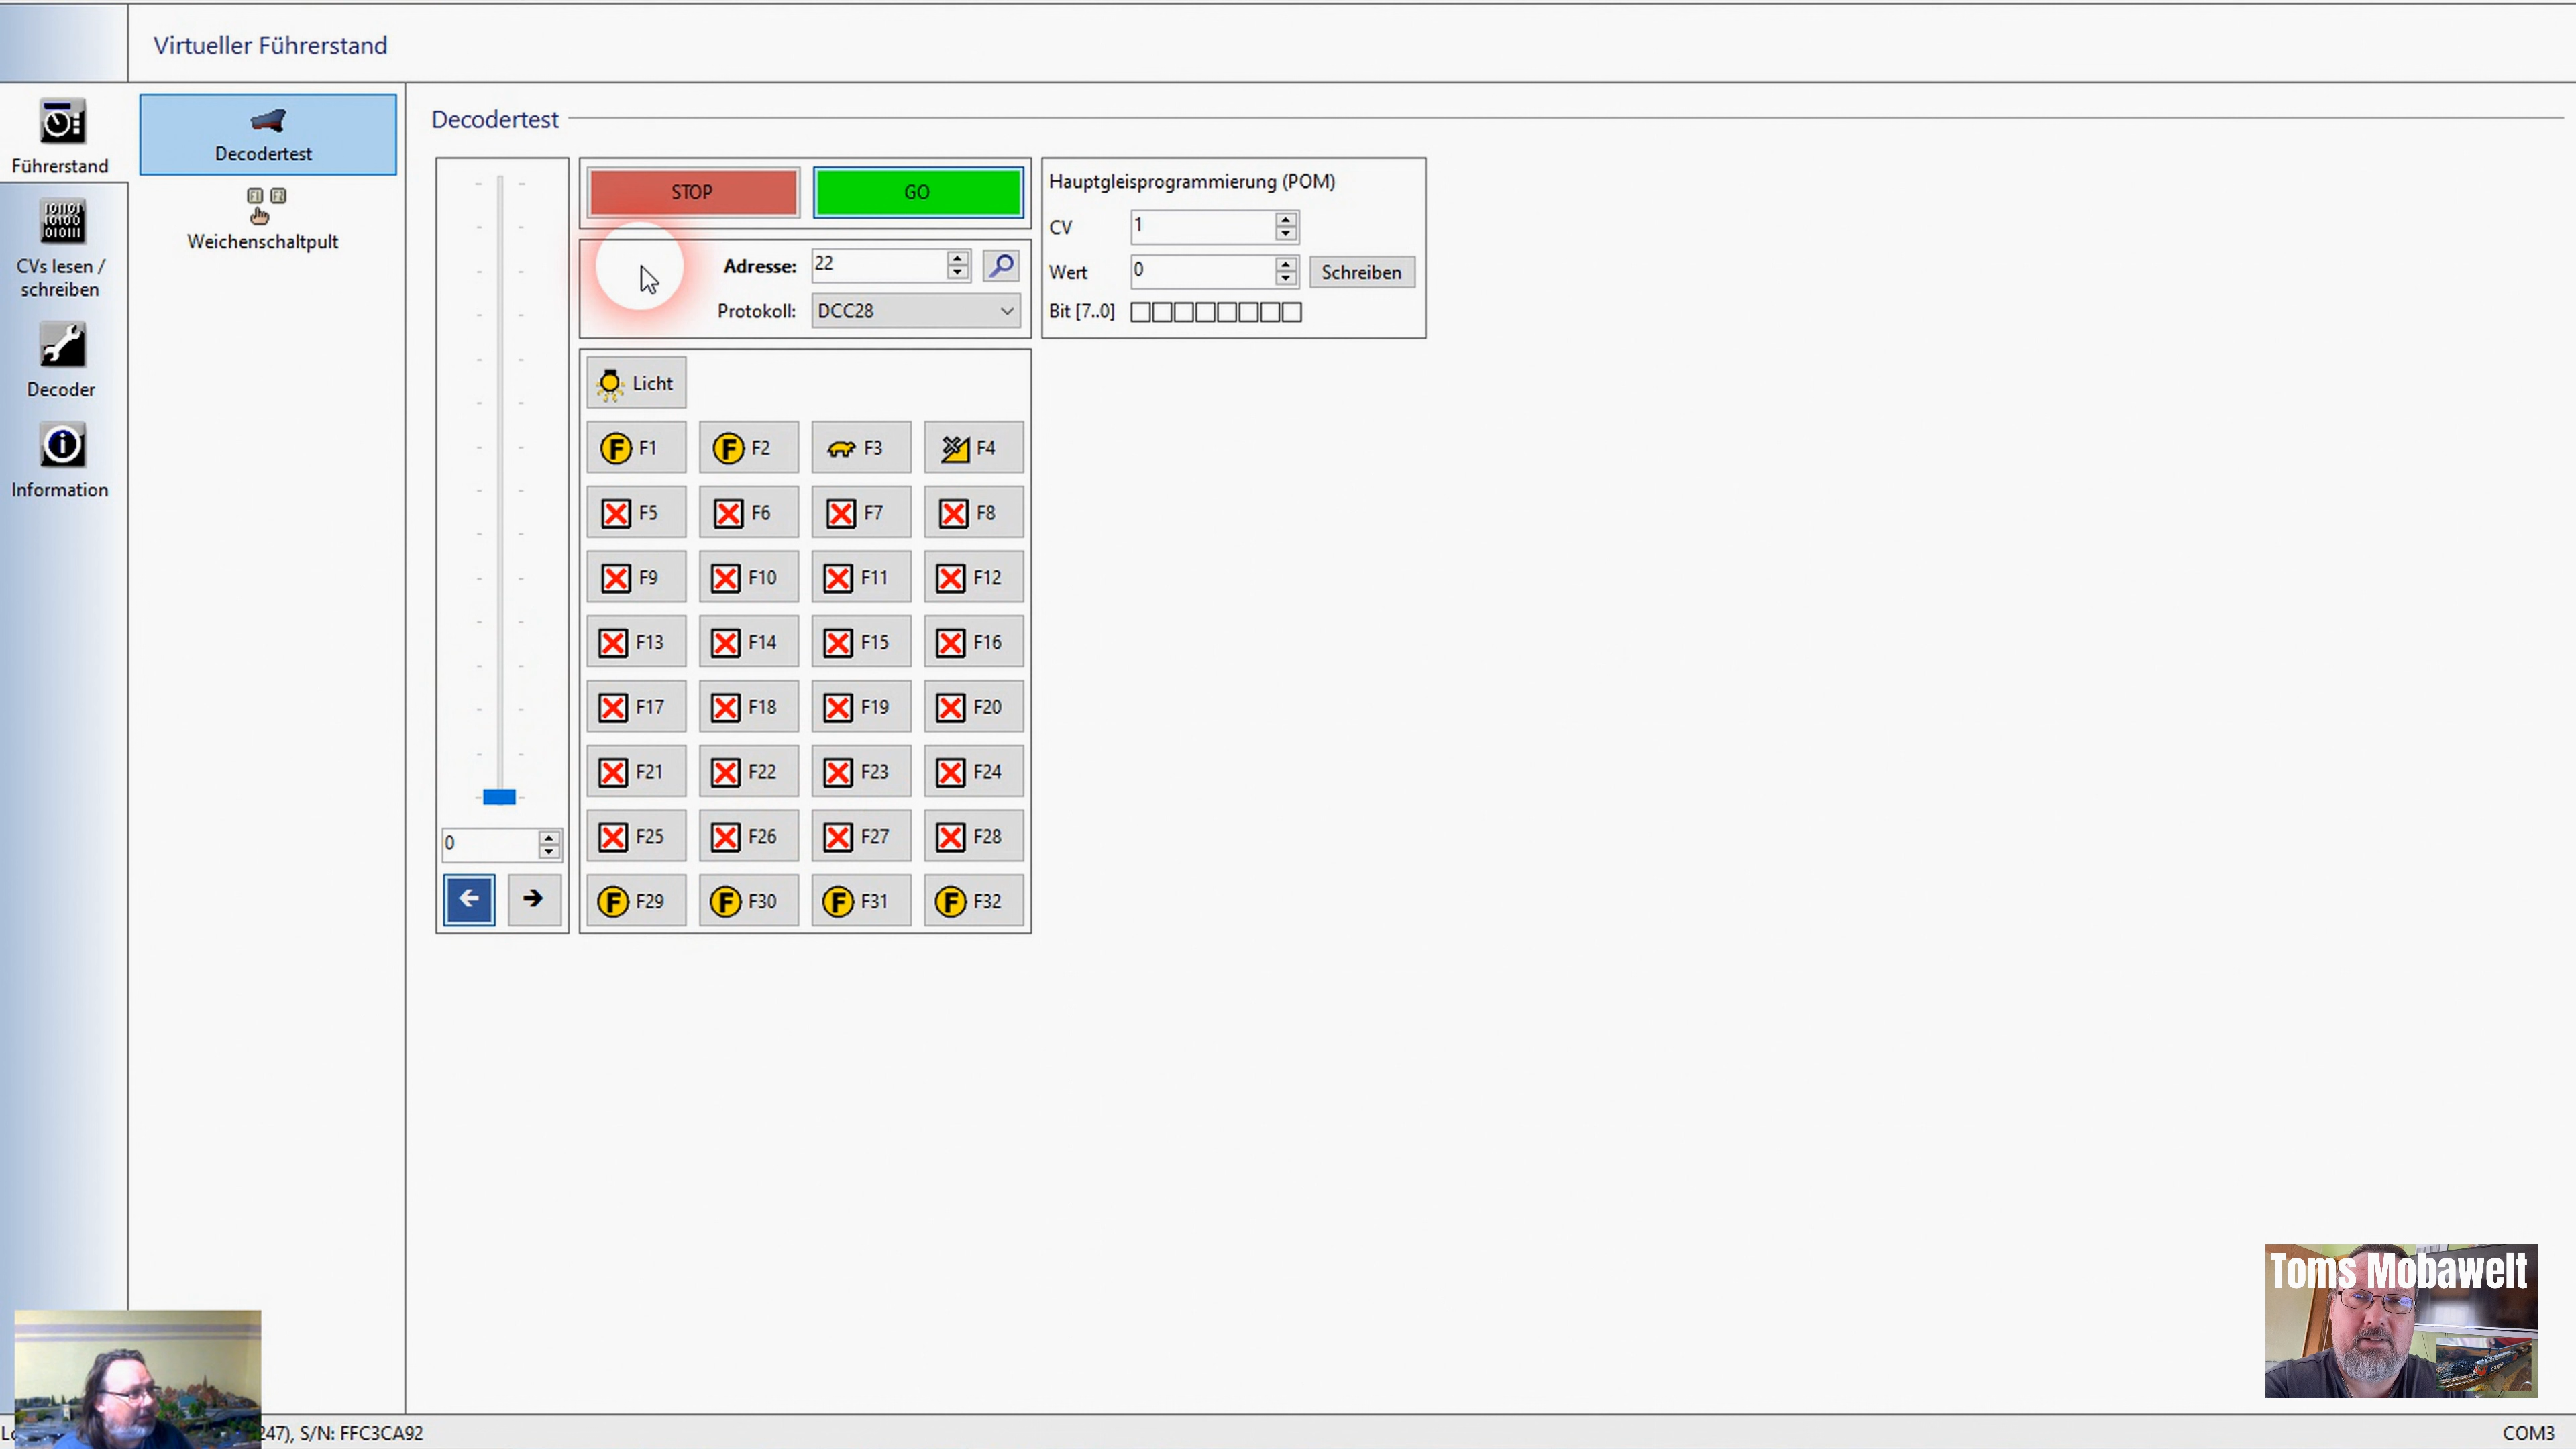 Virtueller Führerstand
Führerstand
CVs lesen /
schreiben
Decoder
Information
Decodertest
F1 F2
Weichenschaltpult
Decodertest
STOP GO
Adresse: 22
Protokoll: DCC28
Hauptgleisprogrammierung (POM)
CV 1
Wert 0 Schreiben
Bit [7..0]
Licht
F F1 F F2 F3 F4
F5 F6 F7 F8
F9 F10 F11 F12
F13 F14 F15 F16
F17 F18 F19 F20
F21 F22 F23 F24
F25 F26 F27 F28
F F29 F F30 F F31 F F32
0
Toms Mobawelt
247), S/N: FFC3CA92
COM3